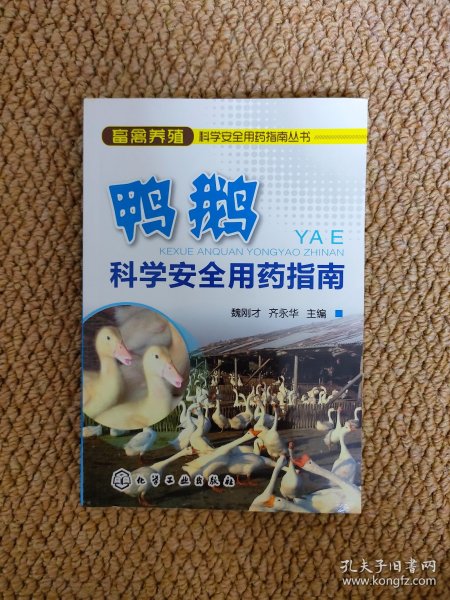 畜禽养殖 科学安全用药指南丛书
鸭鹅
YA E
KEXUE ANQUAN YONGYAO ZHINAN
科学安全用药指南
魏刚才 齐永华 主编
化学工业出版社
孔夫子旧书网
www.kongfz.com